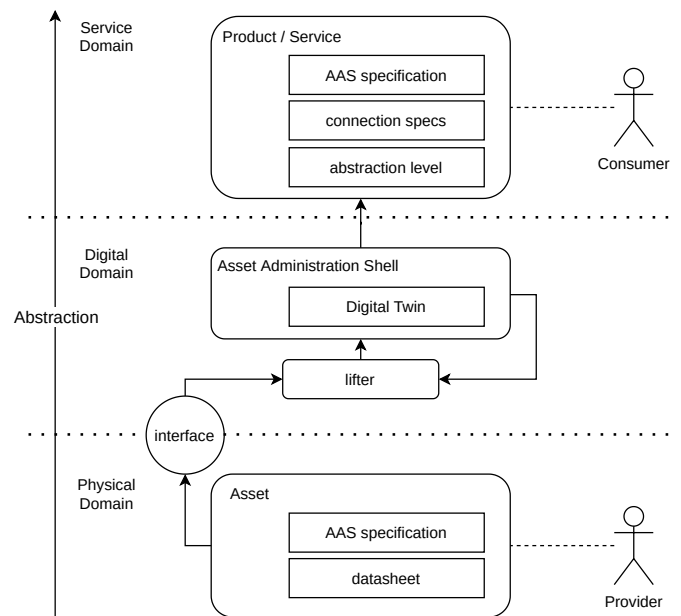 Service
Domain
Product / Service
AAS specification
connection specs
abstraction level
Consumer
Digital
Domain
Asset Administration Shell
Digital Twin
Abstraction
lifter
interface
Physical
Domain
Asset
AAS specification
datasheet
Provider